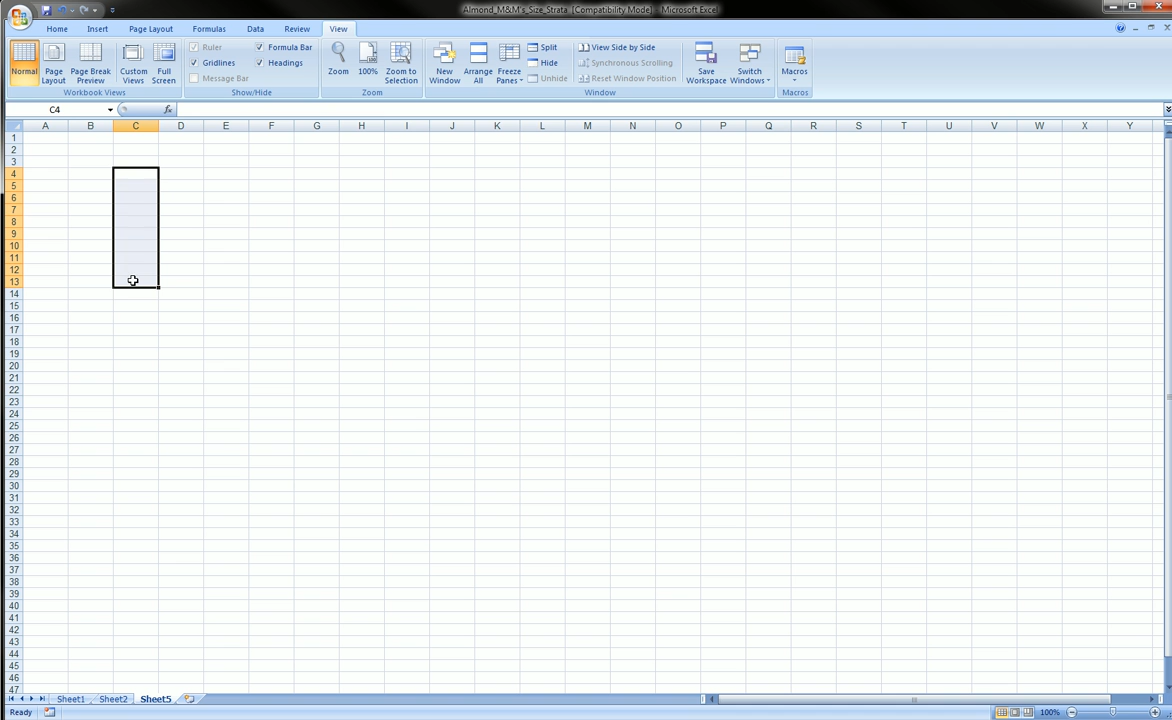 Almond_M&M's_Size_Strata [Compatibility Mode] - Microsoft Excel
Home Insert Page Layout Formulas Data Review View
Normal
Page Layout
Page Break Preview
Custom Views
Full Screen
Workbook Views
Ruler
Gridlines
Message Bar
Formula Bar
Headings
Show/Hide
Zoom
100%
Zoom to Selection
Zoom
New Window
Arrange All
Freeze Panes
Split
Hide
Unhide
View Side by Side
Synchronous Scrolling
Reset Window Position
Window
Save Workspace
Switch Windows
Macros
Macros
C4
fx
A B C D E F G H I J K L M N O P Q R S T U V W X Y
1
2
3
4
5
6
7
8
9
10
11
12
13
14
15
16
17
18
19
20
21
22
23
24
25
26
27
28
29
30
31
32
33
34
35
36
37
38
39
40
41
42
43
44
45
46
47
Sheet1 Sheet2 Sheet5
Ready
100%